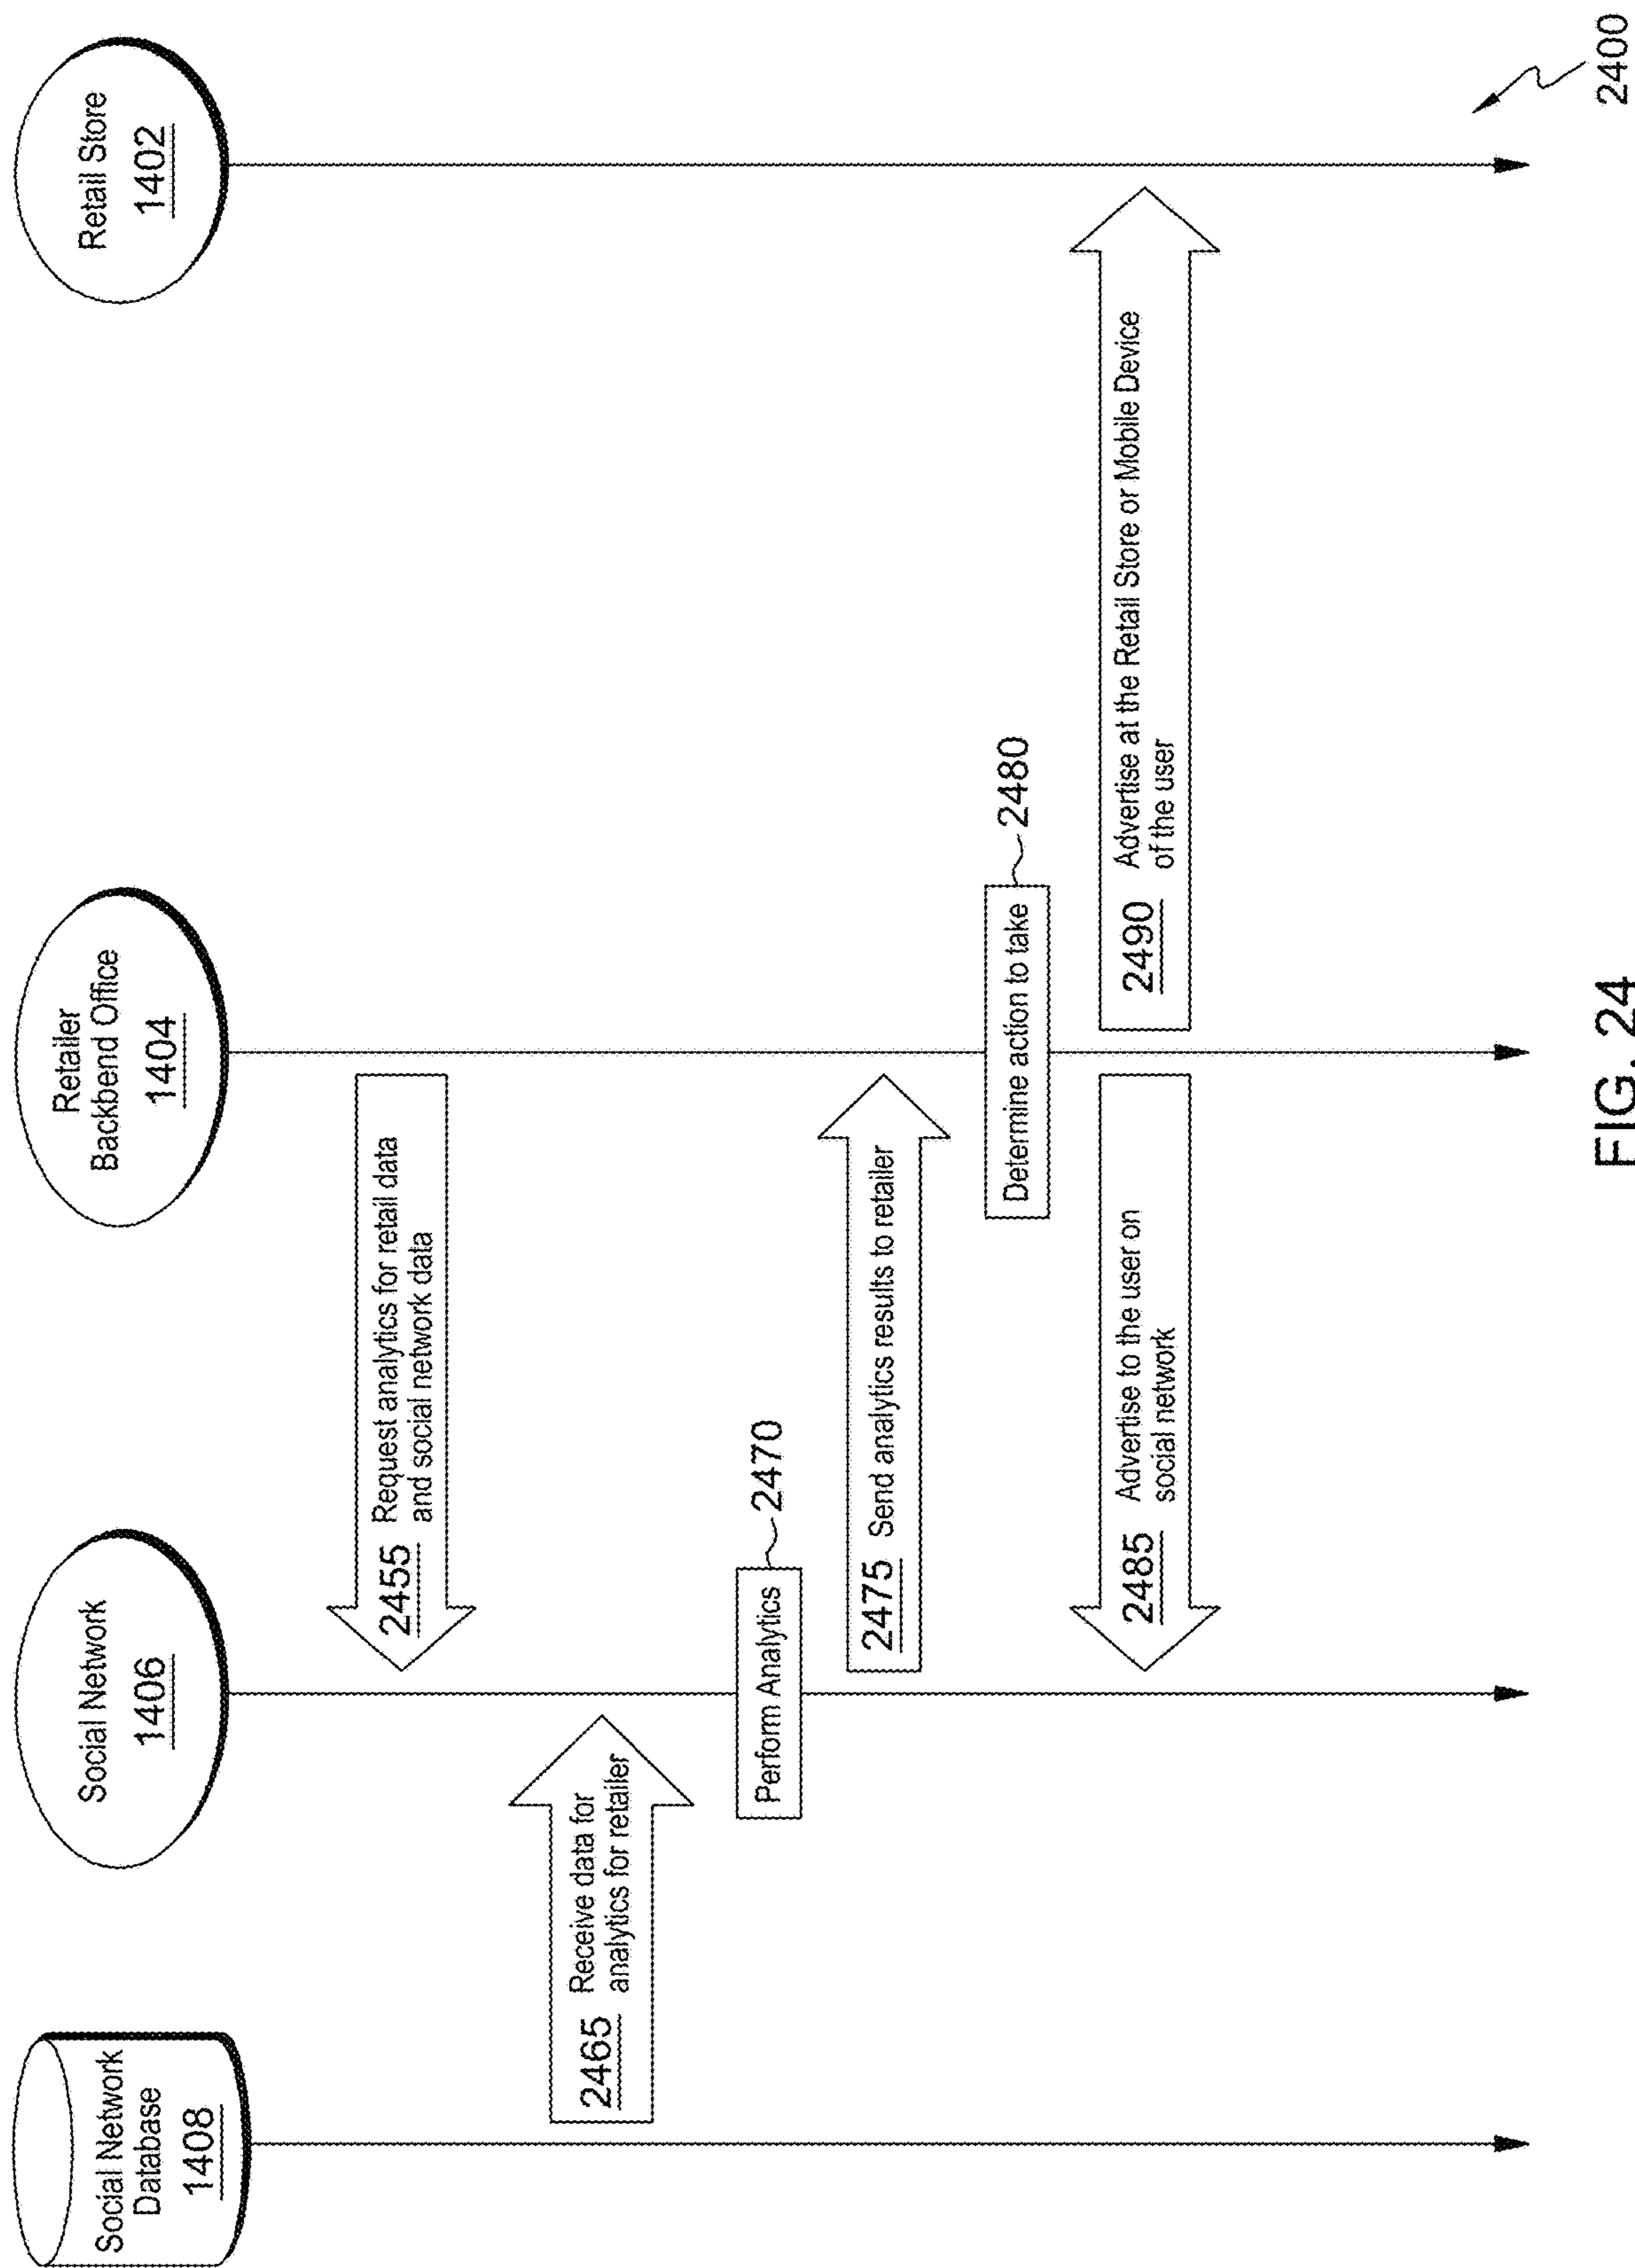 Social Network
Database
1408
Social Network
1406
Retailer
Backbend Office
1404
Retail Store
1402
2455 Request analytics for retail data
and social network data
2465 Receive data for
analytics for retailer
Perform Analytics
2470
2475 Send analytics results to retailer
Determine action to take
2480
2485 Advertise to the user on
social network
2490 Advertise at the Retail Store or Mobile Device
of the user
2400
FIG. 24